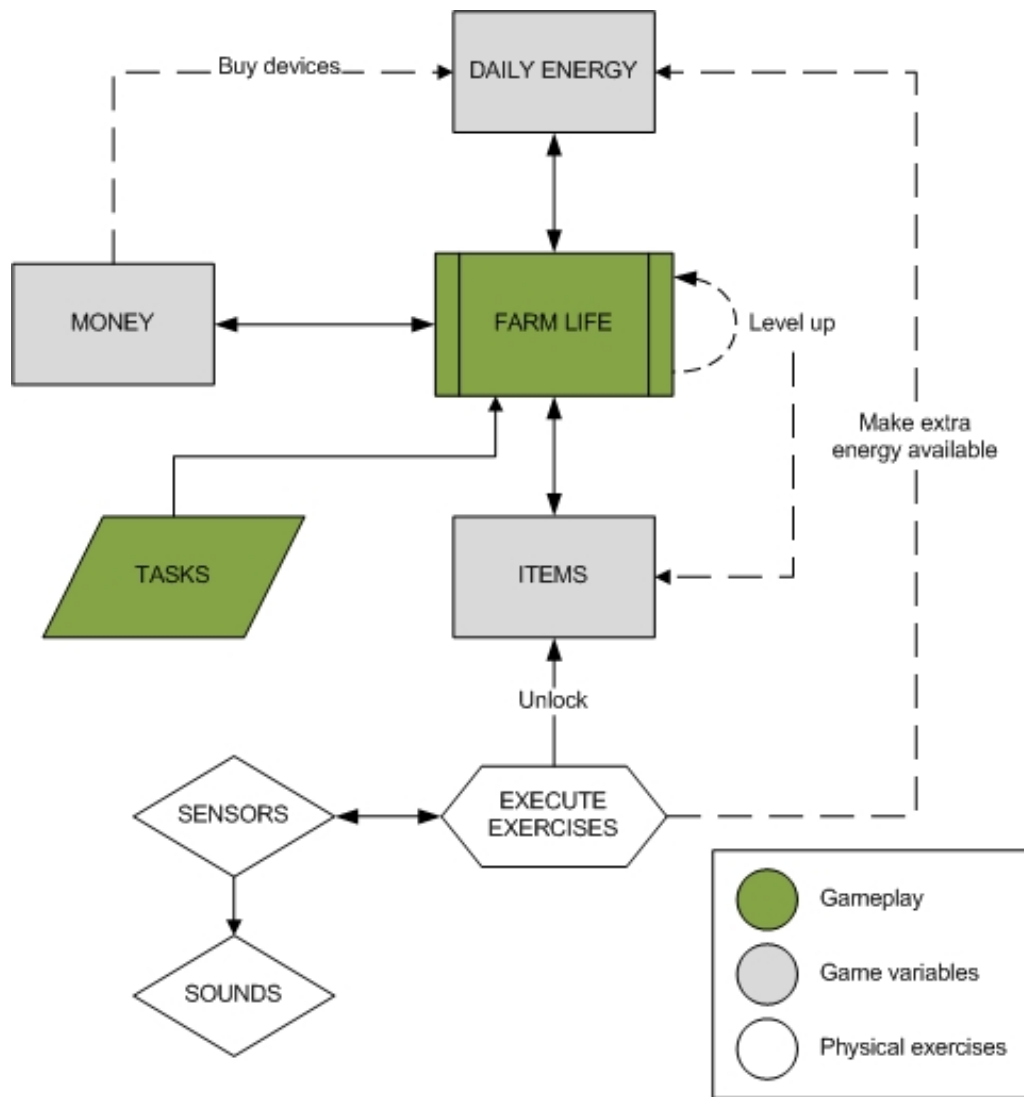 Buy devices
DAILY ENERGY
MONEY
FARM LIFE
Level up
Make extra
energy available
TASKS
ITEMS
Unlock
SENSORS
EXECUTE
EXERCISES
SOUNDS
Gameplay
Game variables
Physical exercises